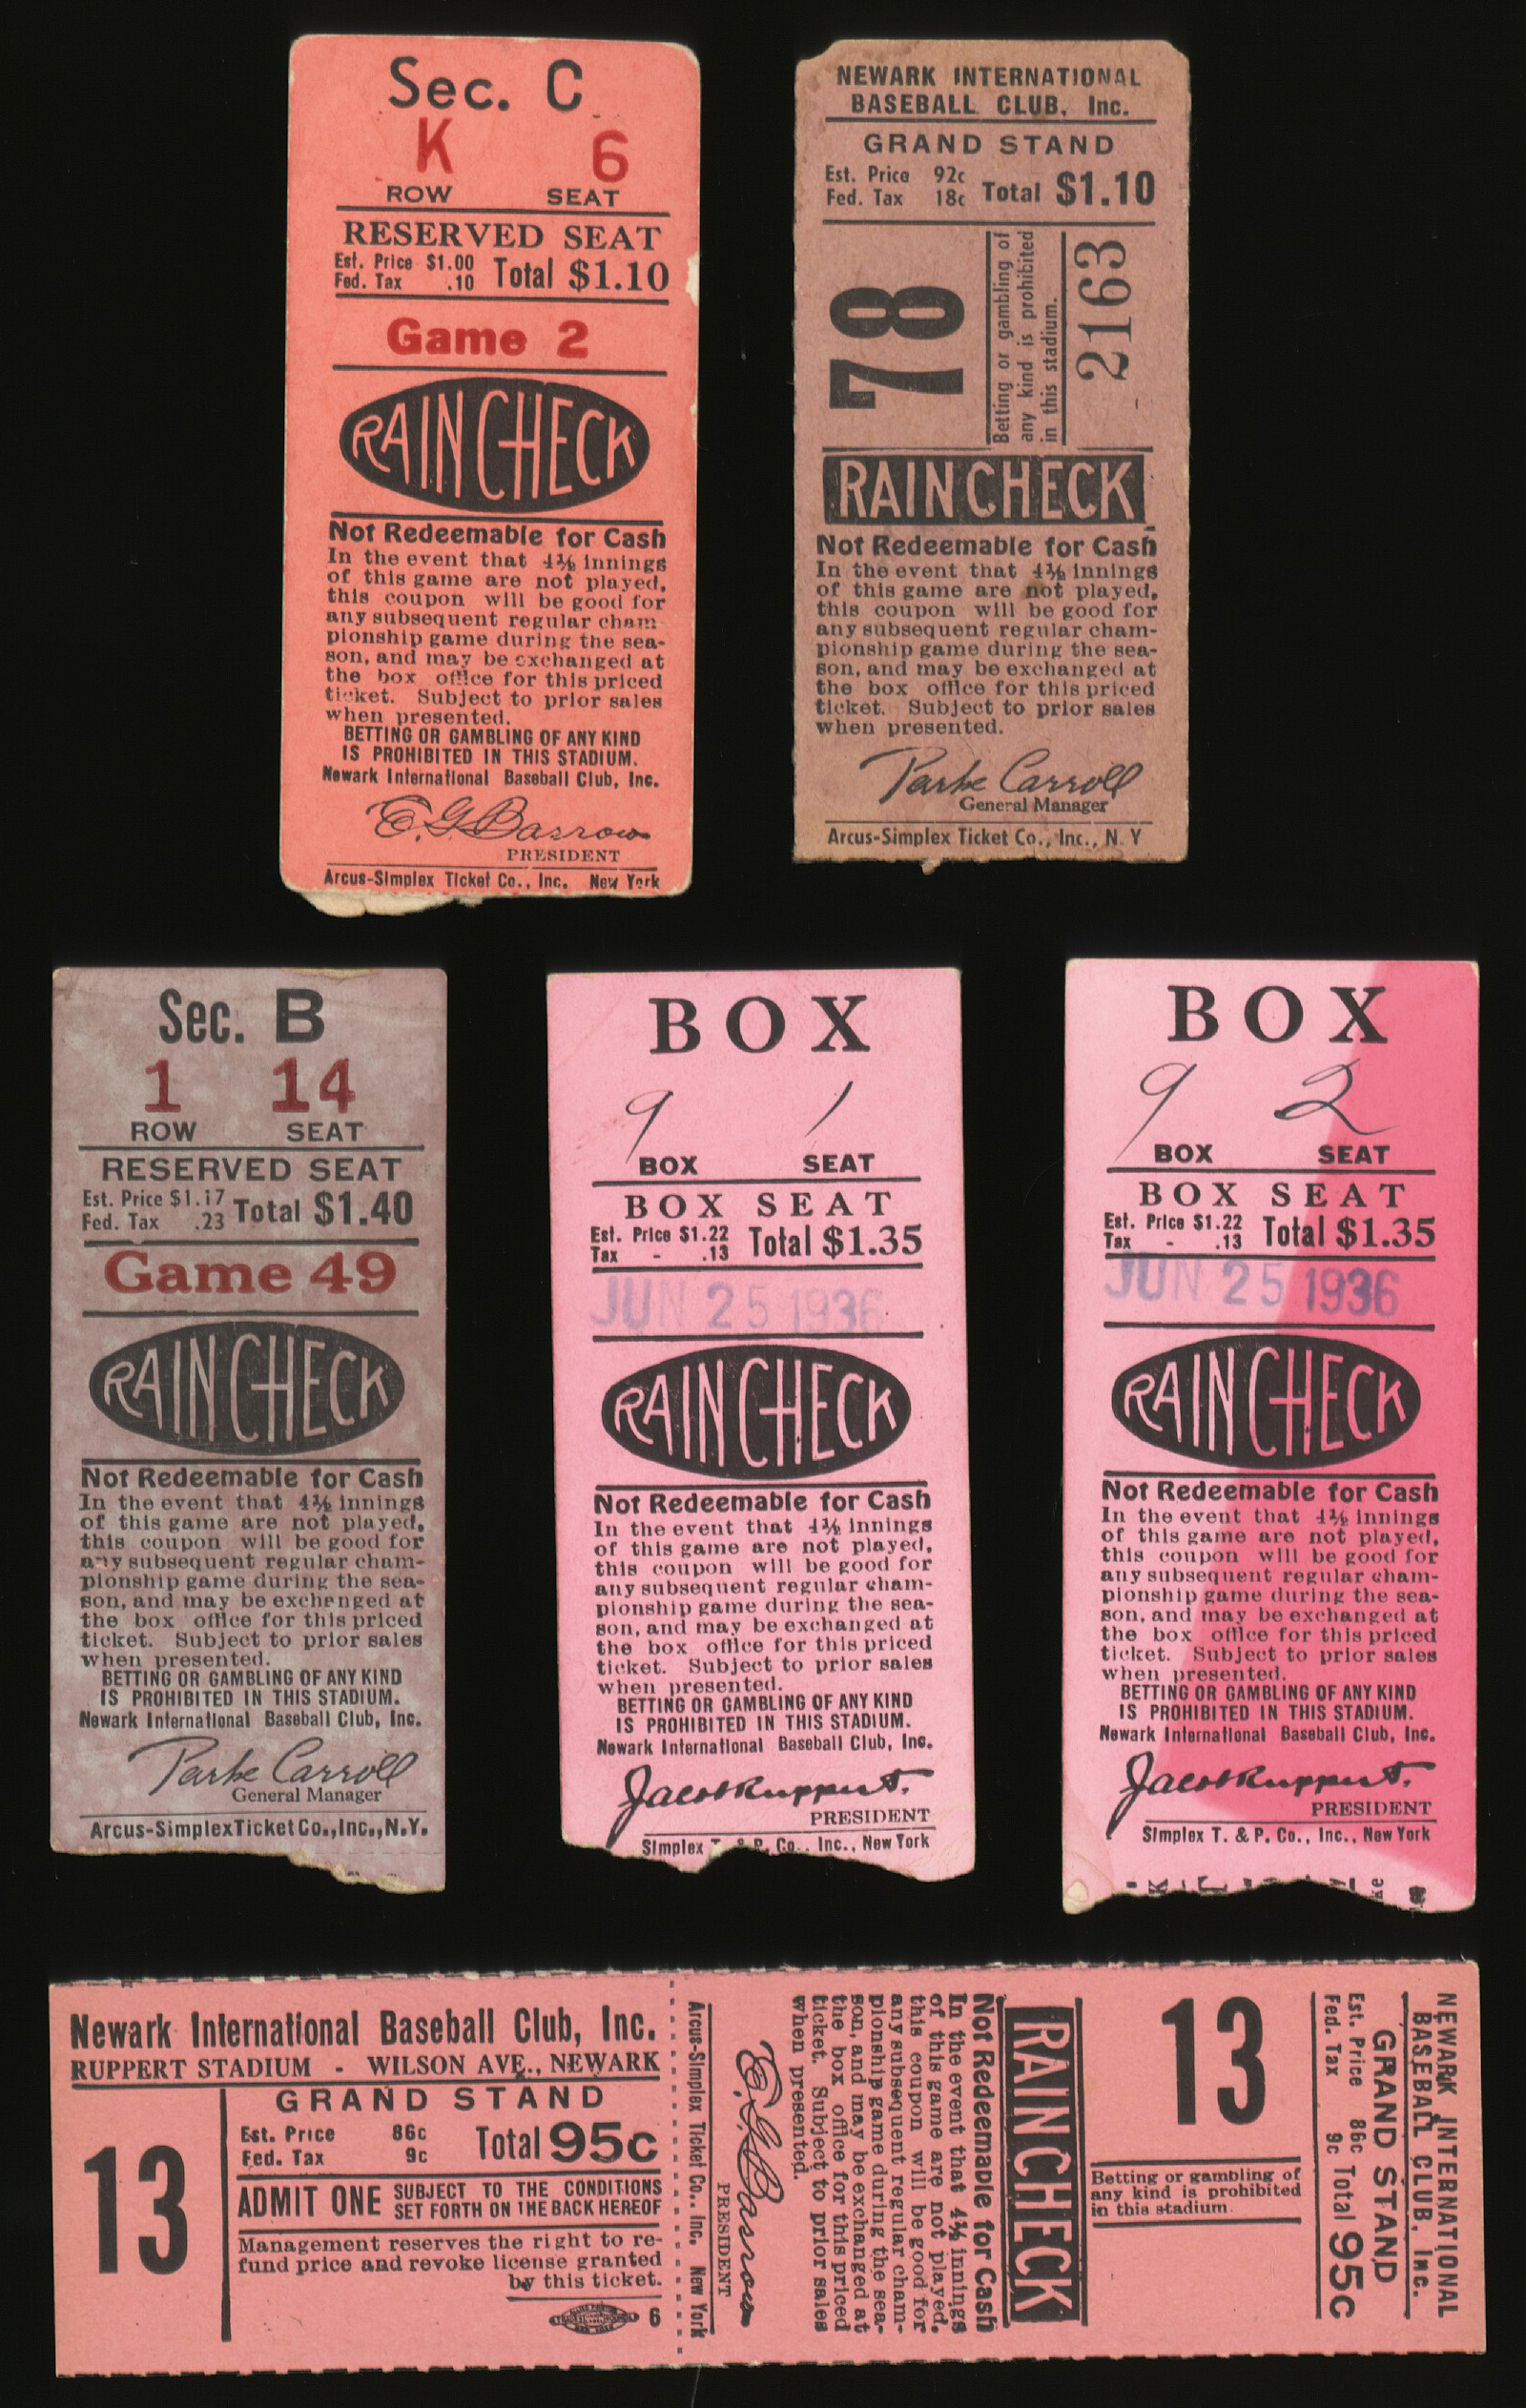 Sec. C
K 6
ROW SEAT
RESERVED SEAT
Est. Price $1.00
Fed. Tax .10 Total $1.10
Game 2
RAIN CHECK
Not Redeemable for Cash
In the event that 4½ innings
of this game are not played,
this coupon will be good for
any subsequent regular cham-
pionship game during the sea-
son, and may be exchanged at
the box office for this priced
ticket. Subject to prior sales
when presented.
BETTING OR GAMBLING OF ANY KIND
IS PROHIBITED IN THIS STADIUM.
Newark International Baseball Club, Inc.
E. G. Barrow
PRESIDENT
Arcus-Simplex Ticket Co., Inc. New York
NEWARK INTERNATIONAL
BASEBALL CLUB, Inc.
GRAND STAND
Est. Price 92c
Fed. Tax 18c Total $1.10
78
Betting or gambling of
any kind is prohibited
in this stadium.
2163
RAIN CHECK
Not Redeemable for Cash
In the event that 4½ innings
of this game are not played,
this coupon will be good for
any subsequent regular cham-
pionship game during the sea-
son, and may be exchanged at
the box office for this priced
ticket. Subject to prior sales
when presented.
Parke Carroll
General Manager
Arcus-Simplex Ticket Co., Inc., N.Y
Sec. B
1 14
ROW SEAT
RESERVED SEAT
Est. Price $1.17
Fed. Tax .23 Total $1.40
Game 49
RAIN CHECK
Not Redeemable for Cash
In the event that 4½ innings
of this game are not played,
this coupon will be good for
any subsequent regular cham-
pionship game during the sea-
son, and may be exchenged at
the box office for this priced
ticket. Subject to prior sales
when presented.
BETTING OR GAMBLING OF ANY KIND
IS PROHIBITED IN THIS STADIUM.
Newark International Baseball Club, Inc.
Parke Carroll
General Manager
Arcus-Simplex Ticket Co., Inc., N.Y.
BOX
9 1
BOX SEAT
BOX SEAT
Est. Price $1.22
Tax - .13 Total $1.35
JUN 25 1936
RAIN CHECK
Not Redeemable for Cash
In the event that 4½ innings
of this game are not played,
this coupon will be good for
any subsequent regular cham-
pionship game during the sea-
son, and may be exchanged at
the box office for this priced
ticket. Subject to prior sales
when presented.
BETTING OR GAMBLING OF ANY KIND
IS PROHIBITED IN THIS STADIUM.
Newark International Baseball Club, Inc.
Jacob Ruppert.
PRESIDENT
Simplex T. & P. Co., Inc., New York
BOX
9 2
BOX SEAT
BOX SEAT
Est. Price $1.22
Tax - .13 Total $1.35
JUN 25 1936
RAIN CHECK
Not Redeemable for Cash
In the event that 4½ innings
of this game are not played,
this coupon will be good for
any subsequent regular cham-
pionship game during the sea-
son, and may be exchanged at
the box office for this priced
ticket. Subject to prior sales
when presented.
BETTING OR GAMBLING OF ANY KIND
IS PROHIBITED IN THIS STADIUM.
Newark International Baseball Club, Inc.
Jacob Ruppert.
PRESIDENT
Simplex T. & P. Co., Inc., New York
Newark International Baseball Club, Inc.
RUPPERT STADIUM - WILSON AVE., NEWARK
13
GRAND STAND
Est. Price 86c
Fed. Tax 9c Total 95c
ADMIT ONE SUBJECT TO THE CONDITIONS
SET FORTH ON THE BACK HEREOF
Management reserves the right to re-
fund price and revoke license granted
by this ticket.
6
NEWARK INTERNATIONAL
BASEBALL CLUB, Inc.
GRAND STAND
Est. Price 86c
Fed. Tax 9c Total 95c
13
Betting or gambling of
any kind is prohibited
in this stadium.
RAIN CHECK
Not Redeemable for Cash
In the event that 4½ innings
of this game are not played,
this coupon will be good for
any subsequent regular cham-
pionship game during the sea-
son, and may be exchanged at
the box office for this priced
ticket. Subject to prior sales
when presented.
E. G. Barrow
PRESIDENT
Arcus-Simplex Ticket Co., Inc. New York